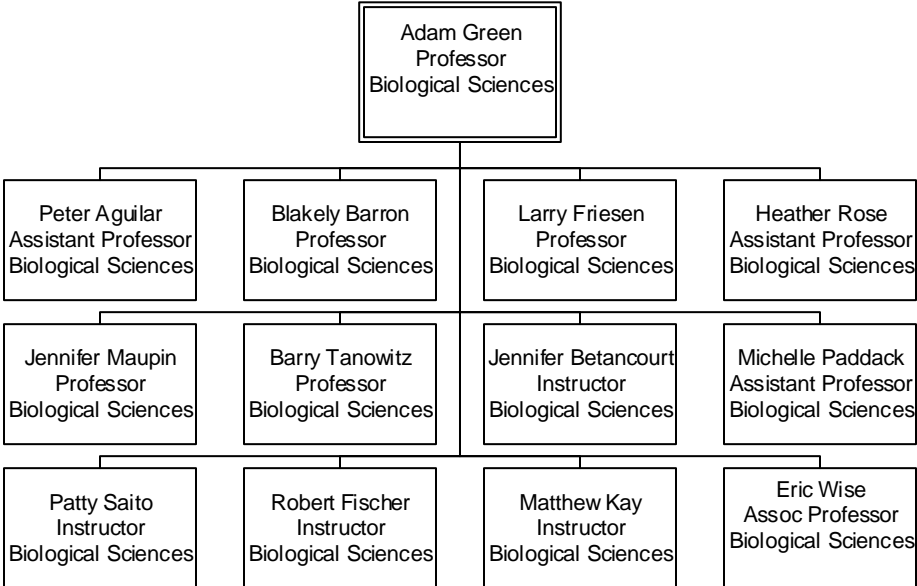 Adam Green
Professor
Biological Sciences
Peter Aguilar
Assistant Professor
Biological Sciences
Blakely Barron
Professor
Biological Sciences
Larry Friesen
Professor
Biological Sciences
Heather Rose
Assistant Professor
Biological Sciences
Jennifer Maupin
Professor
Biological Sciences
Barry Tanowitz
Professor
Biological Sciences
Jennifer Betancourt
Instructor
Biological Sciences
Michelle Paddack
Assistant Professor
Biological Sciences
Patty Saito
Instructor
Biological Sciences
Robert Fischer
Instructor
Biological Sciences
Matthew Kay
Instructor
Biological Sciences
Eric Wise
Assoc Professor
Biological Sciences